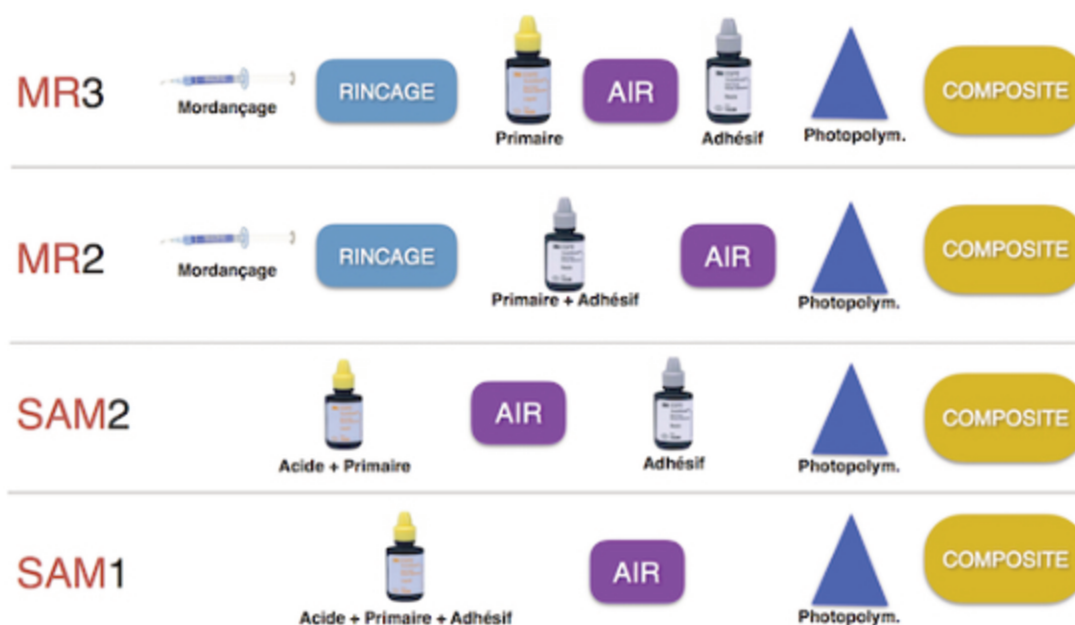 MR3
Mordançage
RINCAGE
Primaire
AIR
Adhésif
Photopolym.
COMPOSITE
MR2
Mordançage
RINCAGE
Primaire + Adhésif
AIR
Photopolym.
COMPOSITE
SAM2
Acide + Primaire
AIR
Adhésif
Photopolym.
COMPOSITE
SAM1
Acide + Primaire + Adhésif
AIR
Photopolym.
COMPOSITE